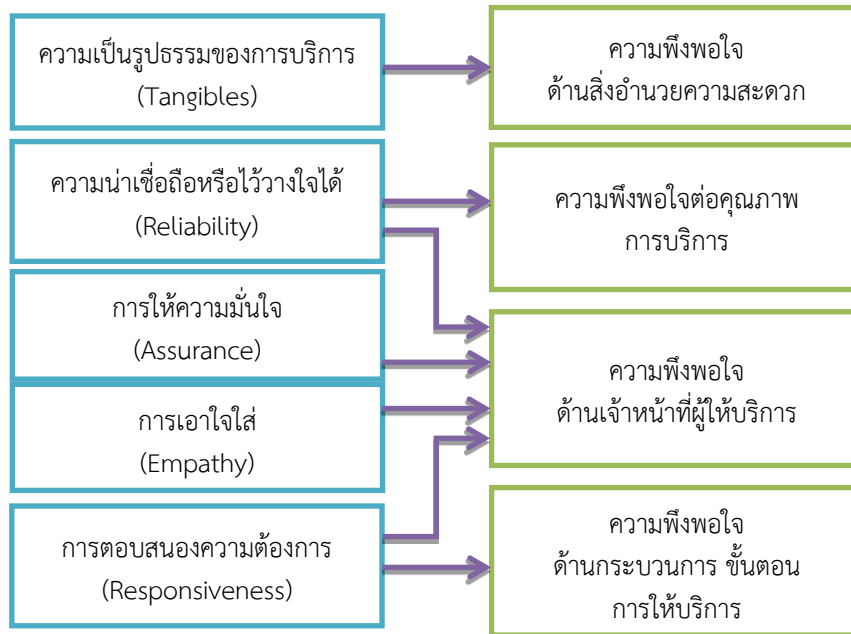 ความเป็นรูปธรรมของการบริการ
(Tangibles)
ความพึงพอใจ
ด้านสิ่งอำนวยความสะดวก
ความน่าเชื่อถือหรือไว้วางใจได้
(Reliability)
ความพึงพอใจต่อคุณภาพ
การบริการ
การให้ความมั่นใจ
(Assurance)
ความพึงพอใจ
ด้านเจ้าหน้าที่ผู้ให้บริการ
การเอาใจใส่
(Empathy)
การตอบสนองความต้องการ
(Responsiveness)
ความพึงพอใจ
ด้านกระบวนการ ขั้นตอน
การให้บริการ